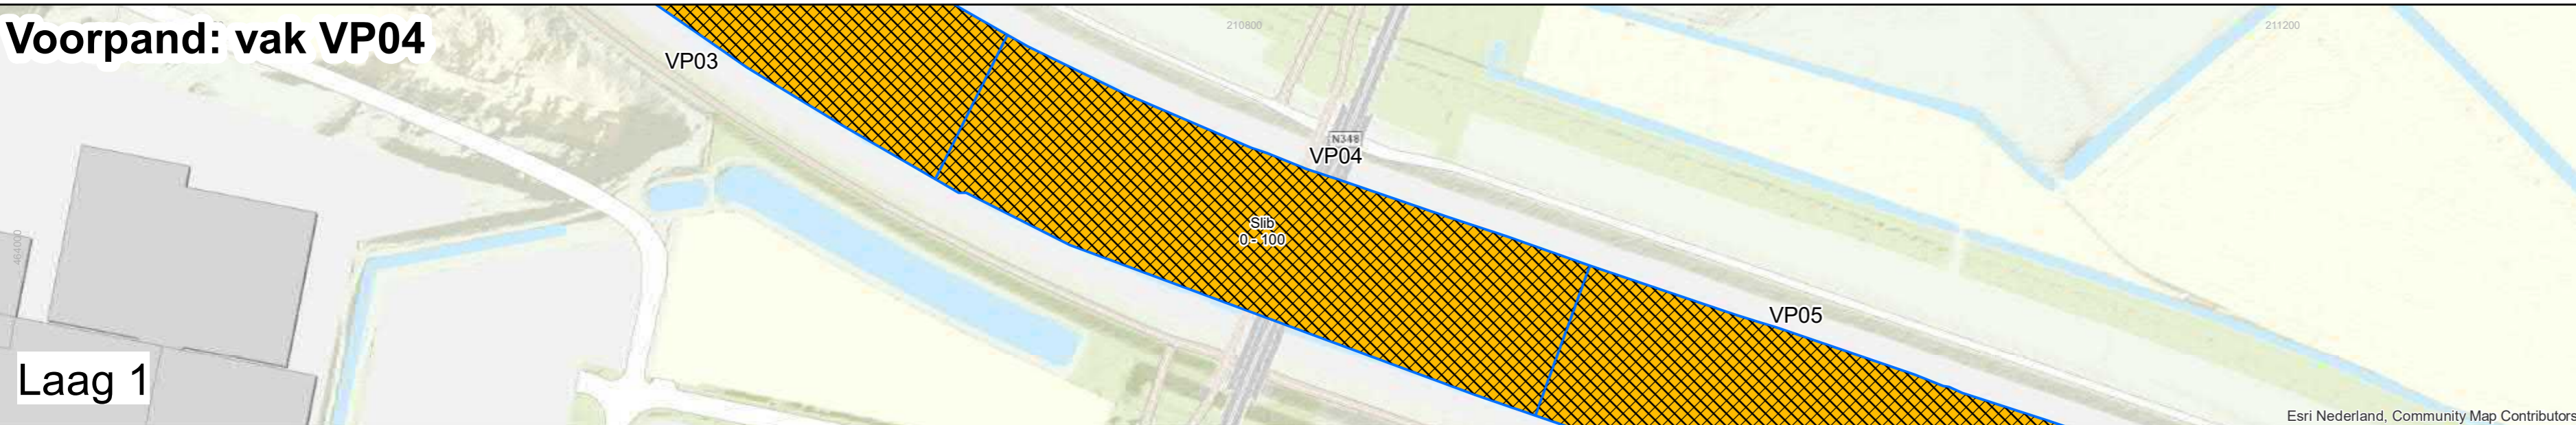 Voorpand: vak VP04
210800
211200
VP03
N348
VP04
Slib
0 - 100
464000
VP05
Laag 1
Esri Nederland, Community Map Contributors